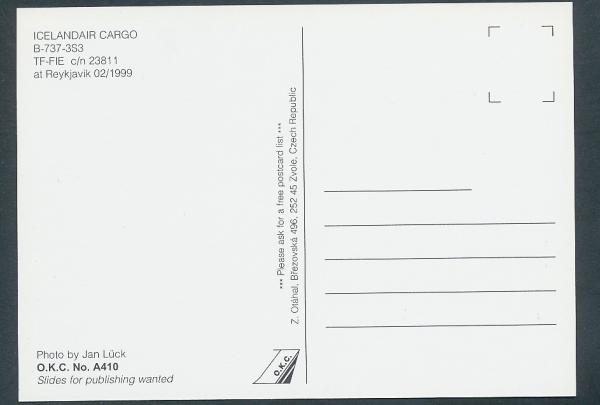 ICELANDAIR CARGO
B-737-3S3
TF-FIE c/n 23811
at Reykjavik 02/1999
*** Please ask for a free postcard list ***
Z. Otáhal, Březovská 496, 252 45 Zvole, Czech Republic
Photo by Jan Lück
O.K.C. No. A410
Slides for publishing wanted
O.K.C.